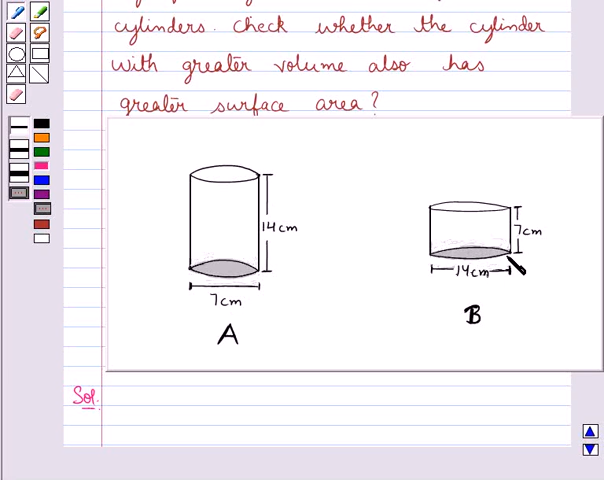 cylinders. Check whether the cylinder
with greater volume also has
greater surface area?
14cm
7cm
7cm
14cm
A
B
Sol.